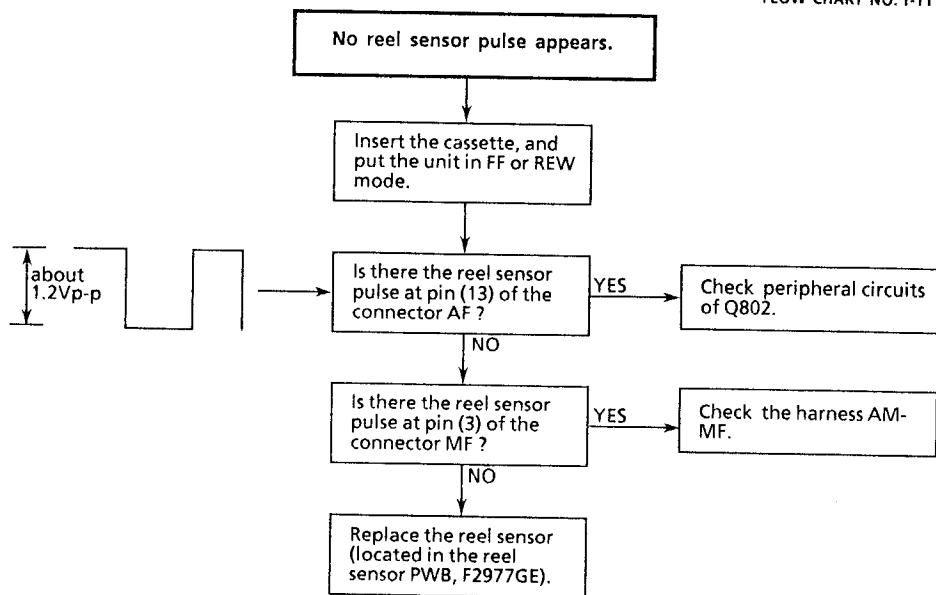 FLOW CHART NO. 1-11
No reel sensor pulse appears.
Insert the cassette, and
put the unit in FF or REW
mode.
about
1.2Vp-p
Is there the reel sensor
pulse at pin (13) of the
connector AF ?
YES
Check peripheral circuits
of Q802.
NO
Is there the reel sensor
pulse at pin (3) of the
connector MF ?
YES
Check the harness AM-
MF.
NO
Replace the reel sensor
(located in the reel
sensor PWB, F2977GE).